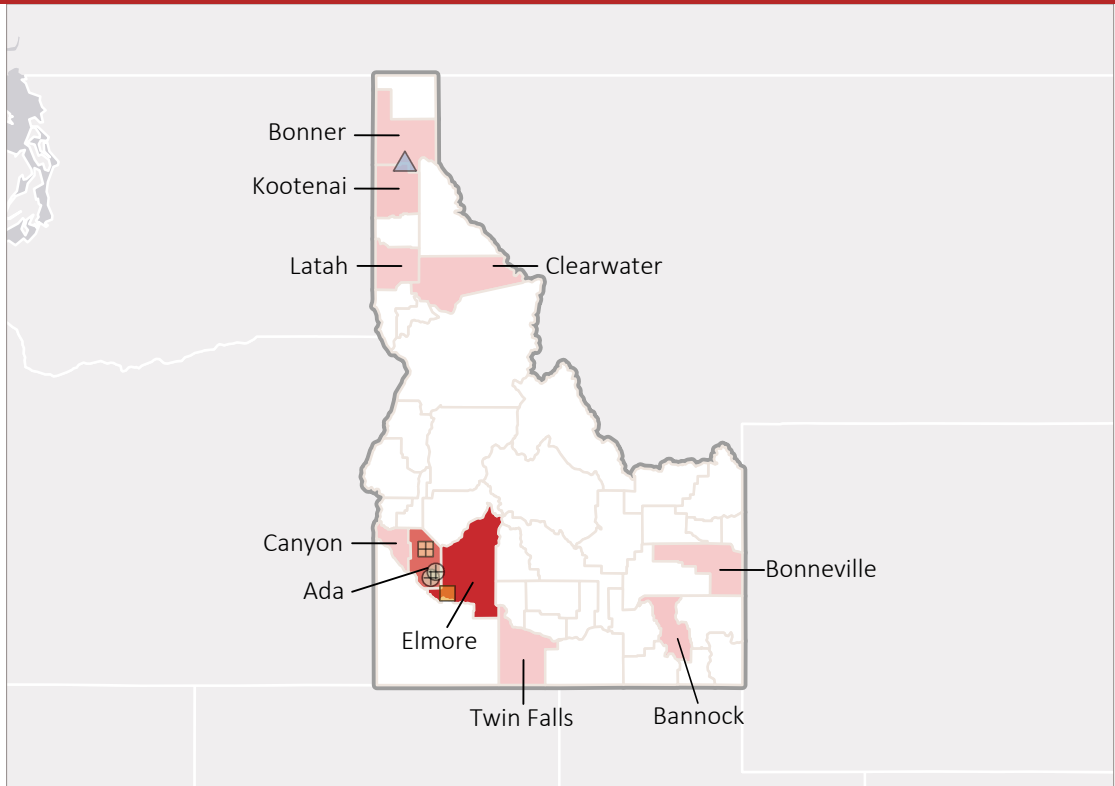 Bonner
Kootenai
Latah
Clearwater
Canyon
Ada
Elmore
Bonneville
Twin Falls
Bannock